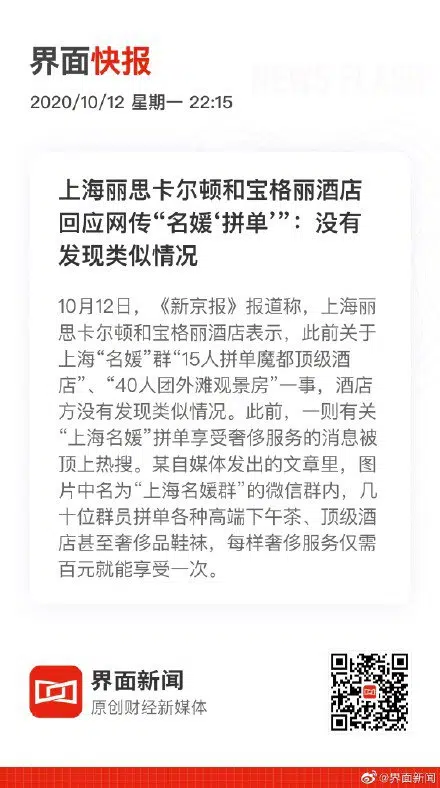 界面快报
NEWS FLASH
2020/10/12 星期一 22:15
上海丽思卡尔顿和宝格丽酒店
回应网传“名媛‘拼单’”：没有
发现类似情况
10月12日，《新京报》报道称，上海丽
思卡尔顿和宝格丽酒店表示，此前关于
上海“名媛”群“15人拼单魔都顶级酒
店”、“40人团外滩观景房”一事，酒店
方没有发现类似情况。此前，一则有关
“上海名媛”拼单享受奢侈服务的消息被
顶上热搜。某自媒体发出的文章里，图
片中名为“上海名媛群”的微信群内，几
十位群员拼单各种高端下午茶、顶级酒
店甚至奢侈品鞋袜，每样奢侈服务仅需
百元就能享受一次。
界面新闻
原创财经新媒体
@界面新闻